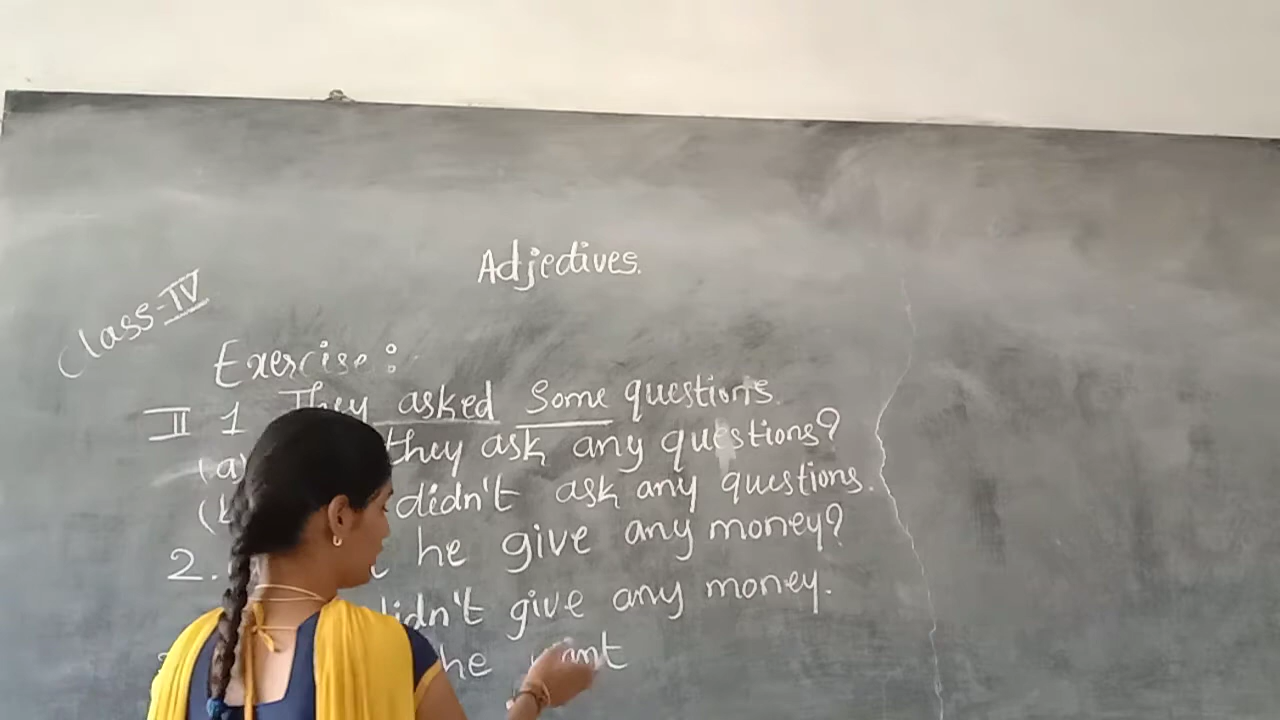 Adjectives.
Class-IV
Exercise:
II 1 They asked Some questions.
(a) they ask any questions?
didn't ask any questions.
2. he give any money?
didn't give any money.
he want